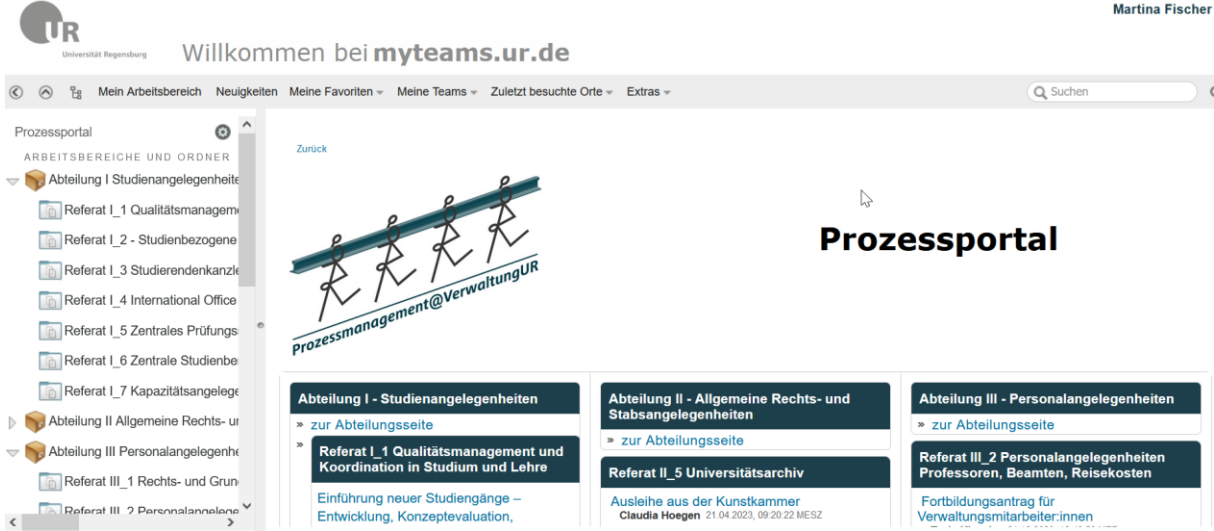 Martina Fischer
UR
Universität Regensburg
Willkommen bei myteams.ur.de
Mein Arbeitsbereich Neuigkeiten Meine Favoriten Meine Teams Zuletzt besuchte Orte Extras Suchen
Prozessportal
ARBEITSBEREICHE UND ORDNER
Abteilung I Studienangelegenheite
Referat I_1 Qualitätsmanageme
Referat I_2 - Studienbezogene
Referat I_3 Studierendenkanzle
Referat I_4 International Office
Referat I_5 Zentrales Prüfungs
Referat I_6 Zentrale Studienbe
Referat I_7 Kapazitätsangelege
Abteilung II Allgemeine Rechts- u
Abteilung III Personalangelegenhe
Referat III_1 Rechts- und Grun
Referat III_2 Personalangelege
Zurück
Prozessmanagement@VerwaltungUR
Prozessportal
Abteilung I - Studienangelegenheiten
» zur Abteilungsseite
» Referat I_1 Qualitätsmanagement und
Koordination in Studium und Lehre
Einführung neuer Studiengänge –
Entwicklung, Konzeptevaluation,
Abteilung II - Allgemeine Rechts- und
Stabsangelegenheiten
» zur Abteilungsseite
Referat II_5 Universitätsarchiv
Ausleihe aus der Kunstkammer
Claudia Hoegen 21.04.2023, 09:20:22 MESZ
Abteilung III - Personalangelegenheiten
» zur Abteilungsseite
Referat III_2 Personalangelegenheiten
Professoren, Beamten, Reisekosten
Fortbildungsantrag für
Verwaltungsmitarbeiter:innen